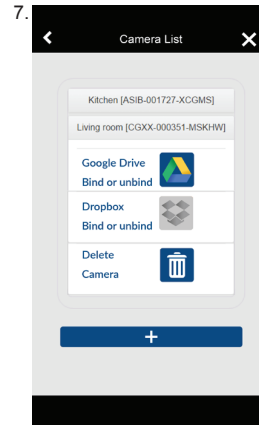 7.
Camera List
Kitchen [ASIB-001727-XCGMS]
Living room [CGXX-000351-MSKHW]
Google Drive
Bind or unbind
Dropbox
Bind or unbind
Delete
Camera
+